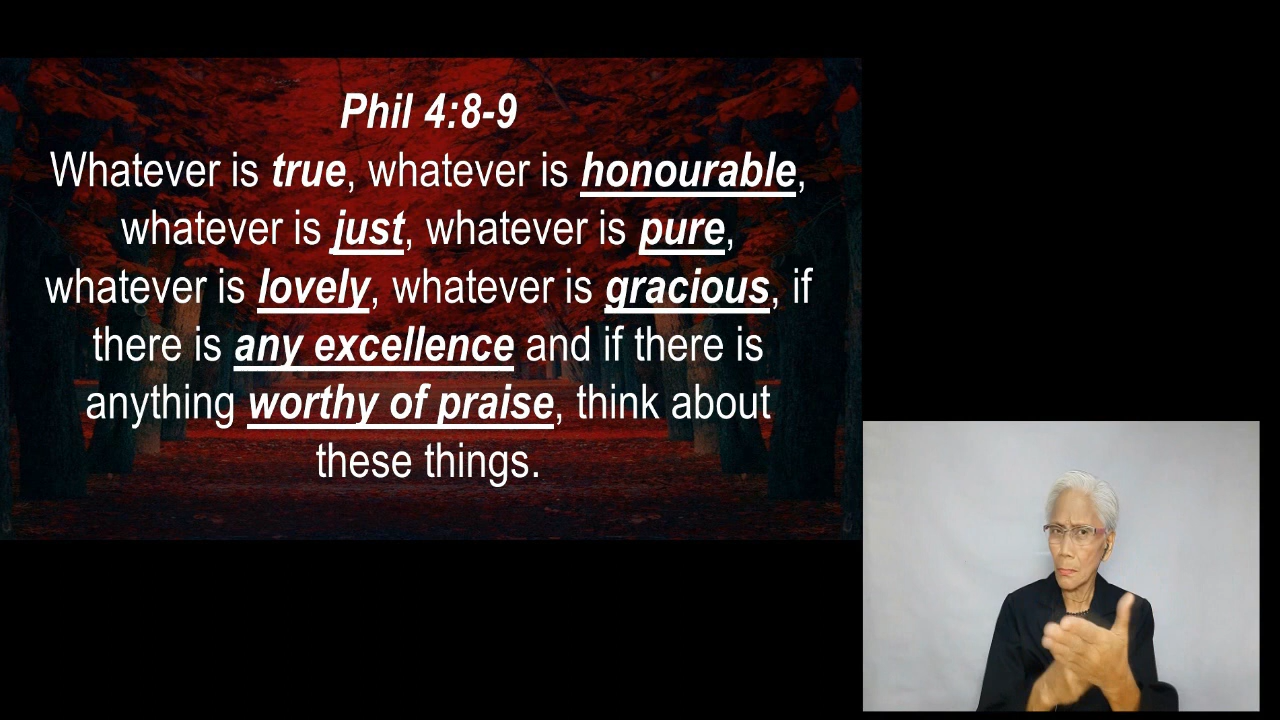 Phil 4:8-9
Whatever is true, whatever is honourable,
whatever is just, whatever is pure,
whatever is lovely, whatever is gracious, if
there is any excellence and if there is
anything worthy of praise, think about
these things.